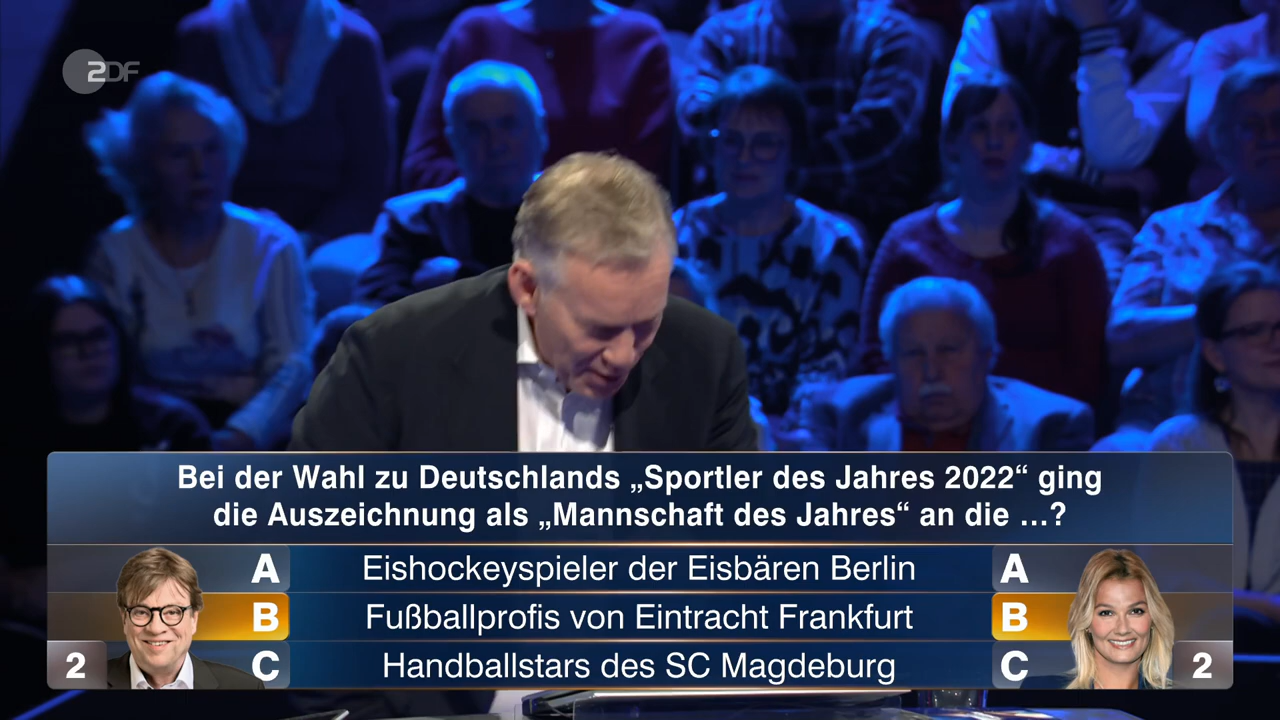 ZDF
Bei der Wahl zu Deutschlands „Sportler des Jahres 2022“ ging
die Auszeichnung als „Mannschaft des Jahres“ an die ...?
A Eishockeyspieler der Eisbären Berlin A
B Fußballprofis von Eintracht Frankfurt B
2 C Handballstars des SC Magdeburg C 2